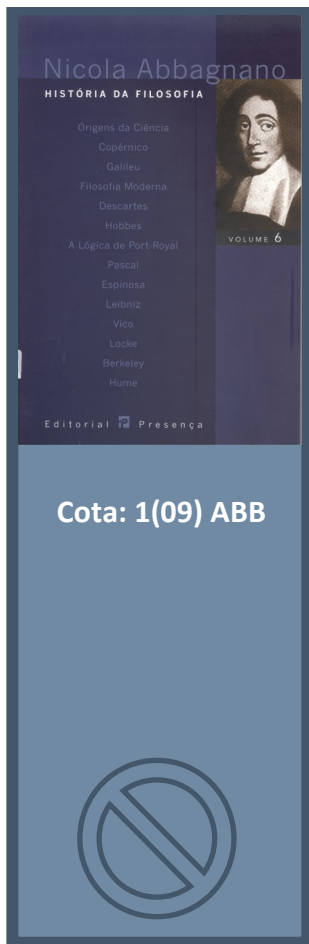 Nicola Abbagnano
HISTÓRIA DA FILOSOFIA
Origens da Ciência
Copérnico
Galileu
Filosofia Moderna
Descartes
Hobbes
A Lógica de Port-Royal
Pascal
Espinosa
Leibniz
Vico
Locke
Berkeley
Hume
VOLUME 6
Editorial Presença
Cota: 1(09) ABB